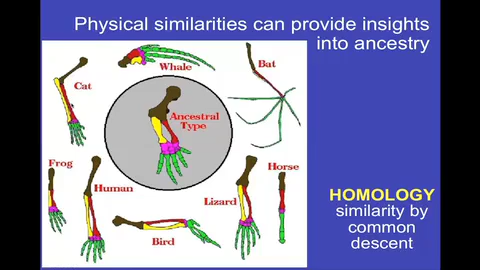 Physical similarities can provide insights
into ancestry
Whale
Bat
Cat
Ancestral
Type
Frog
Human
Horse
Lizard
Bird
HOMOLOGY
similarity by
common
descent